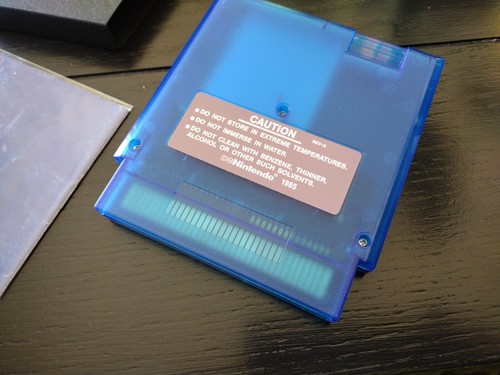 CAUTION
REV-A
● DO NOT STORE IN EXTREME TEMPERATURES.
● DO NOT IMMERSE IN WATER.
● DO NOT CLEAN WITH BENZENE, THINNER,
ALCOHOL OR OTHER SUCH SOLVENTS.
©®Nintendo® 1985